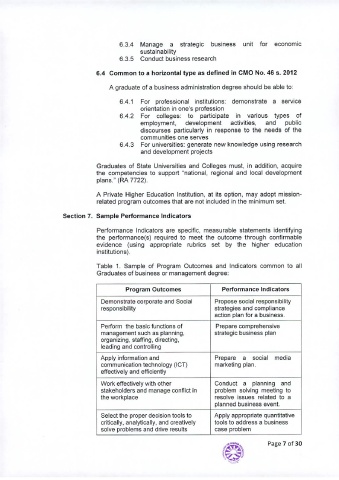 6.3.4 Manage a strategic business unit for economic
sustainability
6.3.5 Conduct business research
6.4 Common to a horizontal type as defined in CMO No. 46 s. 2012
A graduate of a business administration degree should be able to:
6.4.1 For professional institutions: demonstrate a service
orientation in one's profession
6.4.2 For colleges: to participate in various types of
employment, development activities, and public
discourses particularly in response to the needs of the
communities one serves
6.4.3 For universities: generate new knowledge using research
and development projects
Graduates of State Universities and Colleges must, in addition, acquire
the competencies to support "national, regional and local development
plans." (RA 7722).
A Private Higher Education Institution, at its option, may adopt mission-
related program outcomes that are not included in the minimum set.
Section 7. Sample Performance Indicators
Performance Indicators are specific, measurable statements identifying
the performance(s) required to meet the outcome through confirmable
evidence (using appropriate rubrics set by the higher education
institutions).
Table 1. Sample of Program Outcomes and Indicators common to all
Graduates of business or management degree:
Program Outcomes Performance Indicators
Demonstrate corporate and Social
responsibility
Propose social responsibility
strategies and compliance
action plan for a business.
Perform the basic functions of
management such as planning,
organizing, staffing, directing,
leading and controlling
Prepare comprehensive
strategic business plan
Apply information and
communication technology (ICT)
effectively and efficiently
Prepare a social media
marketing plan.
Work effectively with other
stakeholders and manage conflict in
the workplace
Conduct a planning and
problem solving meeting to
resolve issues related to a
planned business event.
Select the proper decision tools to
critically, analytically, and creatively
solve problems and drive results
Apply appropriate quantitative
tools to address a business
case problem
Page 7 of 30